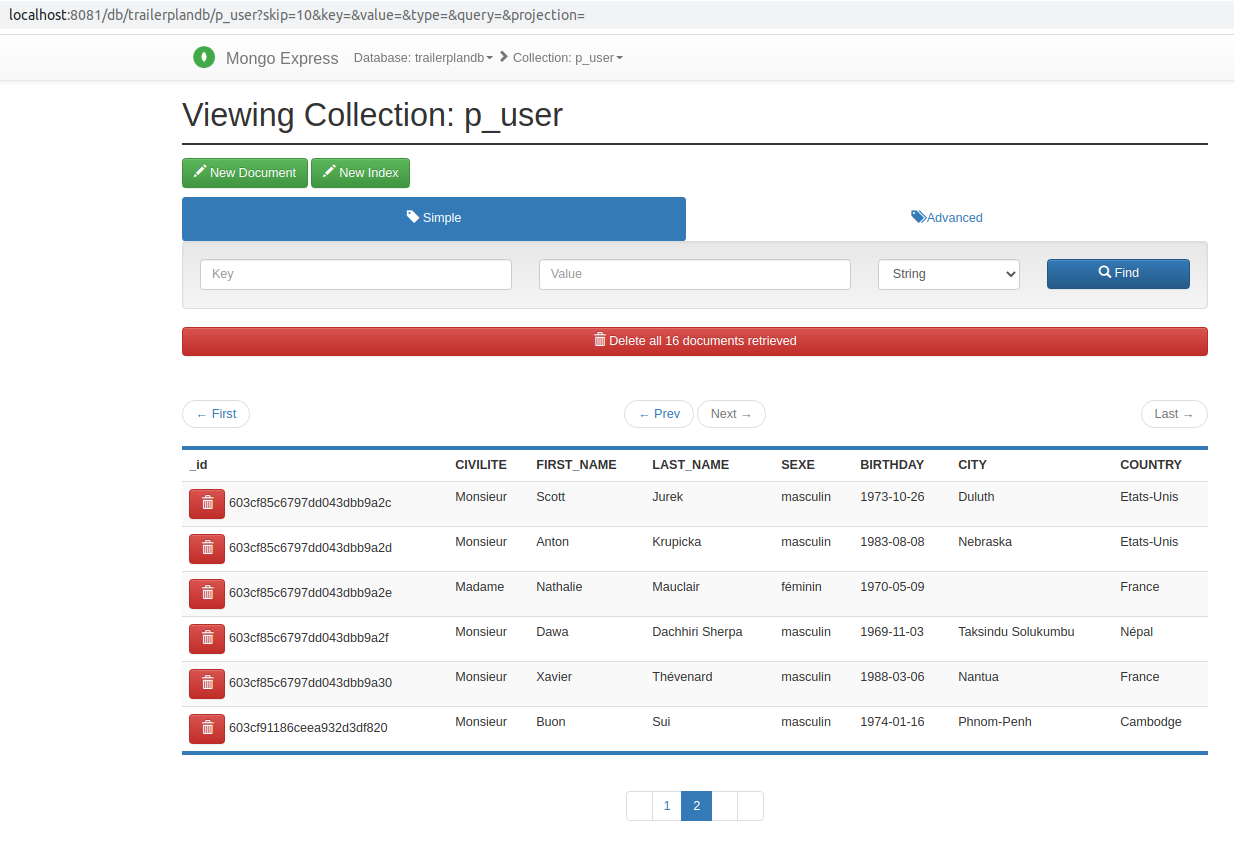 localhost:8081/db/trailerplandb/p_user?skip=10&key=&value=&type=&query=&projection=
Mongo Express Database: trailerplandb Collection: p_user
Viewing Collection: p_user
New Document New Index
Simple Advanced
Key Value String Find
Delete all 16 documents retrieved
← First ← Prev Next → Last →
_id CIVILITE FIRST_NAME LAST_NAME SEXE BIRTHDAY CITY COUNTRY
603cf85c6797dd043dbb9a2c Monsieur Scott Jurek masculin 1973-10-26 Duluth Etats-Unis
603cf85c6797dd043dbb9a2d Monsieur Anton Krupicka masculin 1983-08-08 Nebraska Etats-Unis
603cf85c6797dd043dbb9a2e Madame Nathalie Mauclair féminin 1970-05-09 France
603cf85c6797dd043dbb9a2f Monsieur Dawa Dachhiri Sherpa masculin 1969-11-03 Taksindu Solukumbu Népal
603cf85c6797dd043dbb9a30 Monsieur Xavier Thévenard masculin 1988-03-06 Nantua France
603cf91186ceea932d3df820 Monsieur Buon Sui masculin 1974-01-16 Phnom-Penh Cambodge
1 2